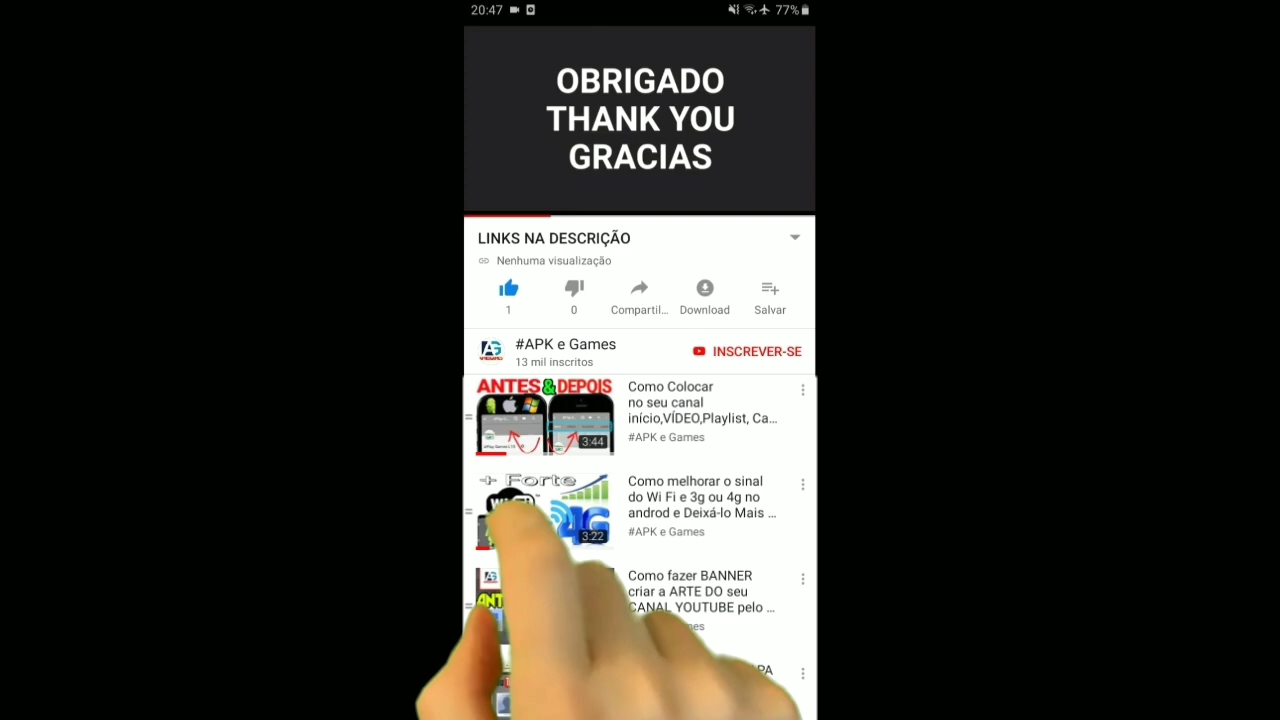 20:47
77%
OBRIGADO
THANK YOU
GRACIAS
LINKS NA DESCRIÇÃO
Nenhuma visualização
1
0
Compartil...
Download
Salvar
#APK e Games
13 mil inscritos
INSCREVER-SE
ANTES & DEPOIS
3:44
Como Colocar
no seu canal
início,VÍDEO,Playlist, Ca...
#APK e Games
+ Forte
4G
3:22
Como melhorar o sinal
do Wi Fi e 3g ou 4g no
androd e Deixá-lo Mais ...
#APK e Games
Como fazer BANNER
criar a ARTE DO seu
CANAL YOUTUBE pelo ...